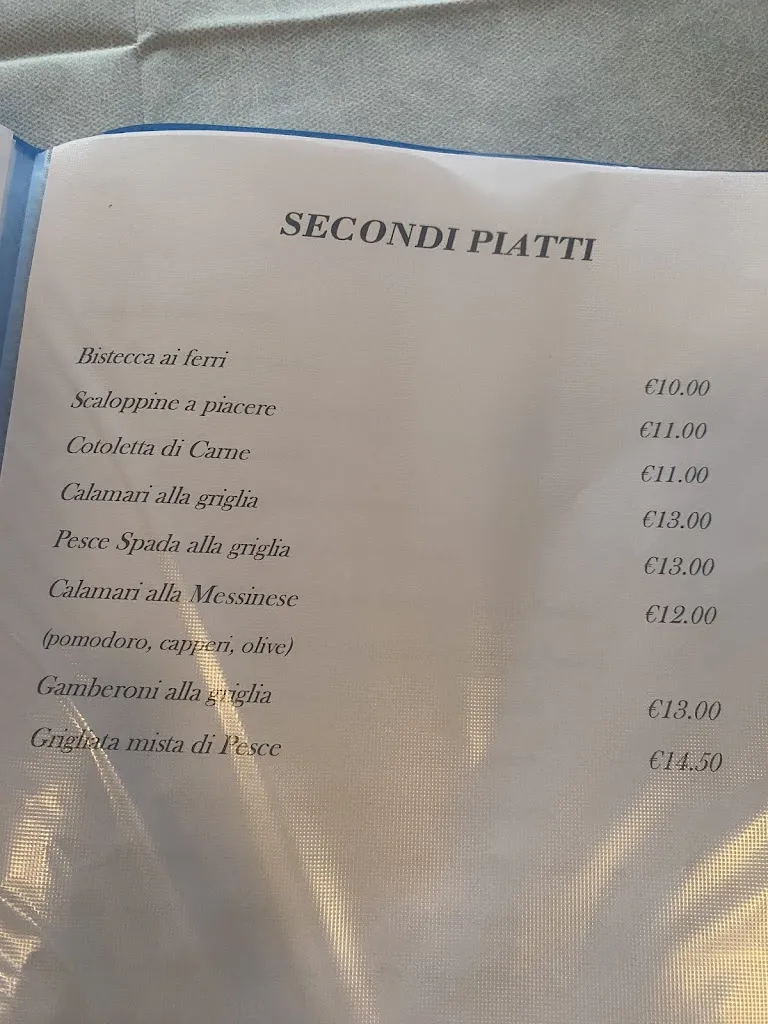 SECONDI PIATTI
Bistecca ai ferri €10.00
Scaloppine a piacere €11.00
Cotoletta di Carne €11.00
Calamari alla griglia €13.00
Pesce Spada alla griglia €13.00
Calamari alla Messinese €12.00
(pomodoro, capperi, olive)
Gamberoni alla griglia €13.00
Grigliata mista di Pesce €14.50